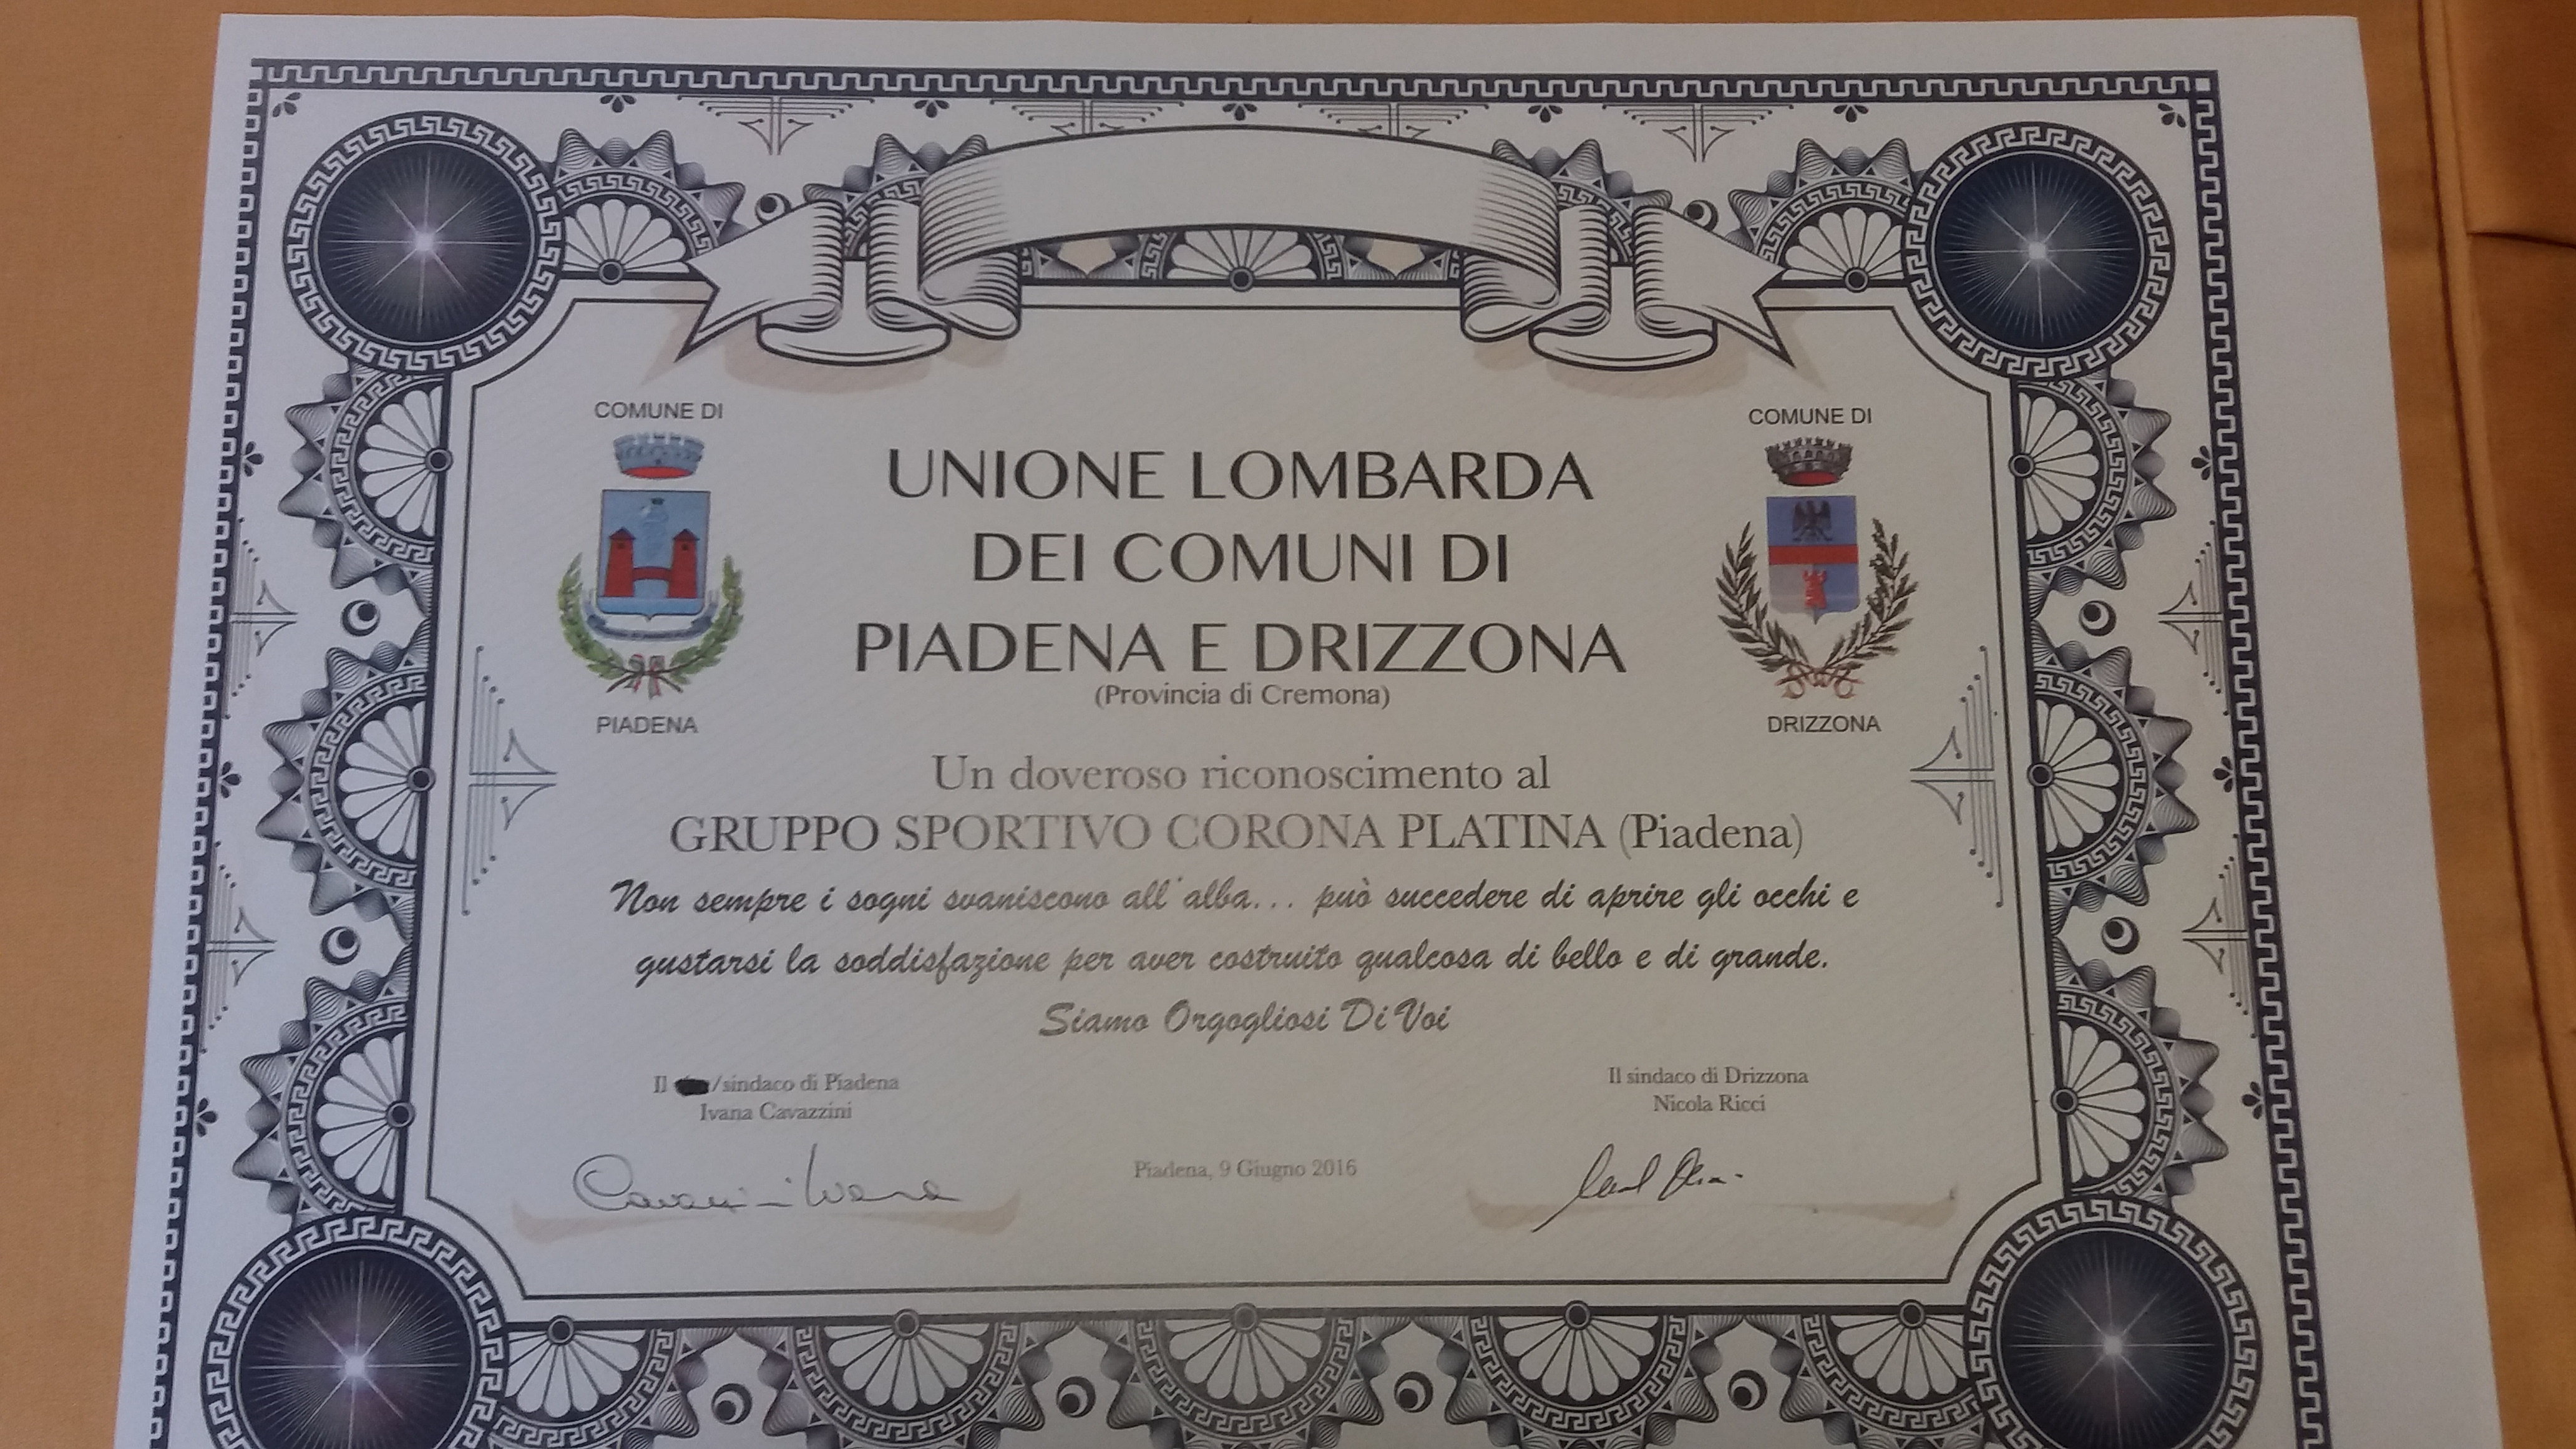 COMUNE DI
PIADENA
UNIONE LOMBARDA
DEI COMUNI DI
PIADENA E DRIZZONA
(Provincia di Cremona)
COMUNE DI
DRIZZONA
Un doveroso riconoscimento al
GRUPPO SPORTIVO CORONA PLATINA (Piadena)
Non sempre i sogni svaniscono all'alba... può succedere di aprire gli occhi e
gustarsi la soddisfazione per aver costruito qualcosa di bello e di grande.
Siamo Orgogliosi Di Voi
Il /sindaco di Piadena
Ivana Cavazzini
Il sindaco di Drizzona
Nicola Ricci
Cavazzini Ivana
Piadena, 9 Giugno 2016